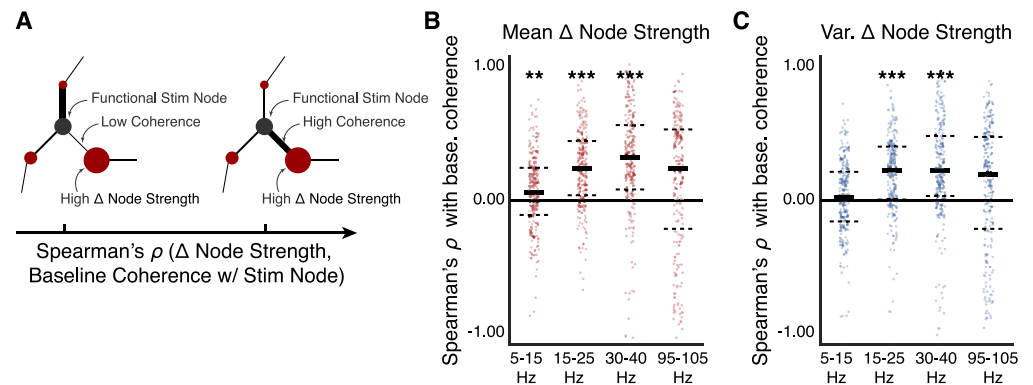 A
Functional Stim Node
Low Coherence
High Δ Node Strength
Functional Stim Node
High Coherence
High Δ Node Strength
Spearman's ρ (Δ Node Strength,
Baseline Coherence w/ Stim Node)
B
Mean Δ Node Strength
Spearman's ρ with base. coherence
1.00
0.00
-1.00
** *** ***
5-15 15-25 30-40 95-105
Hz Hz Hz Hz
C
Var. Δ Node Strength
Spearman's ρ with base. coherence
1.00
0.00
-1.00
*** ***
5-15 15-25 30-40 95-105
Hz Hz Hz Hz